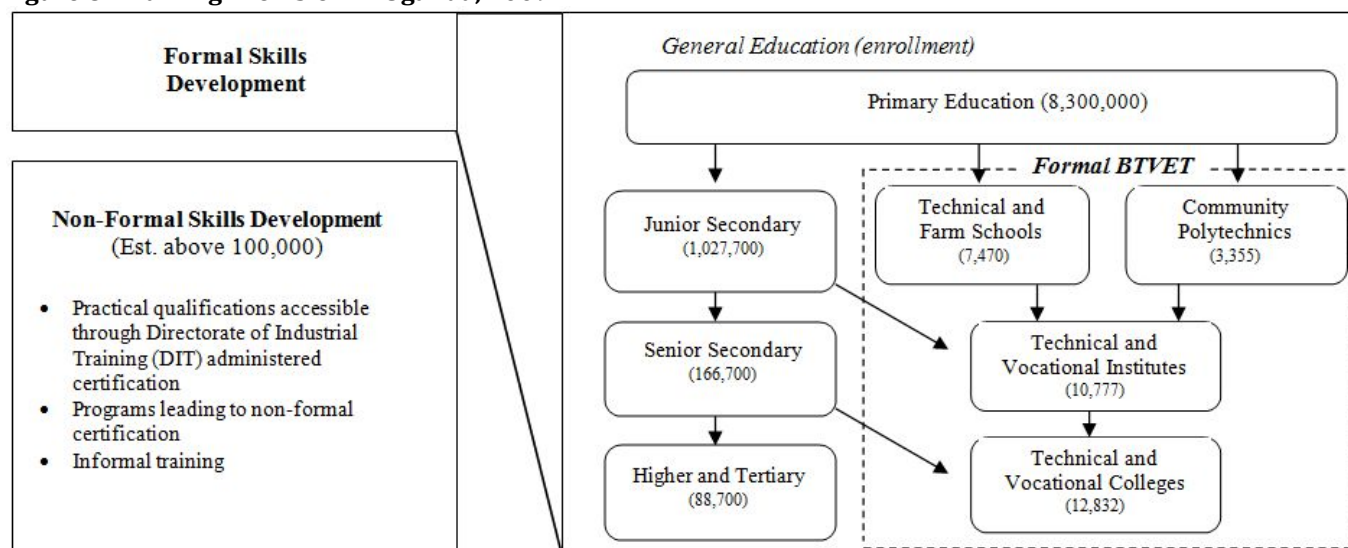 Formal Skills
Development
Non-Formal Skills Development
(Est. above 100,000)
• Practical qualifications accessible
through Directorate of Industrial
Training (DIT) administered
certification
• Programs leading to non-formal
certification
• Informal training
General Education (enrollment)
Primary Education (8,300,000)
Formal BTVET
Junior Secondary
(1,027,700)
Technical and
Farm Schools
(7,470)
Community
Polytechnics
(3,355)
Senior Secondary
(166,700)
Technical and
Vocational Institutes
(10,777)
Higher and Tertiary
(88,700)
Technical and
Vocational Colleges
(12,832)